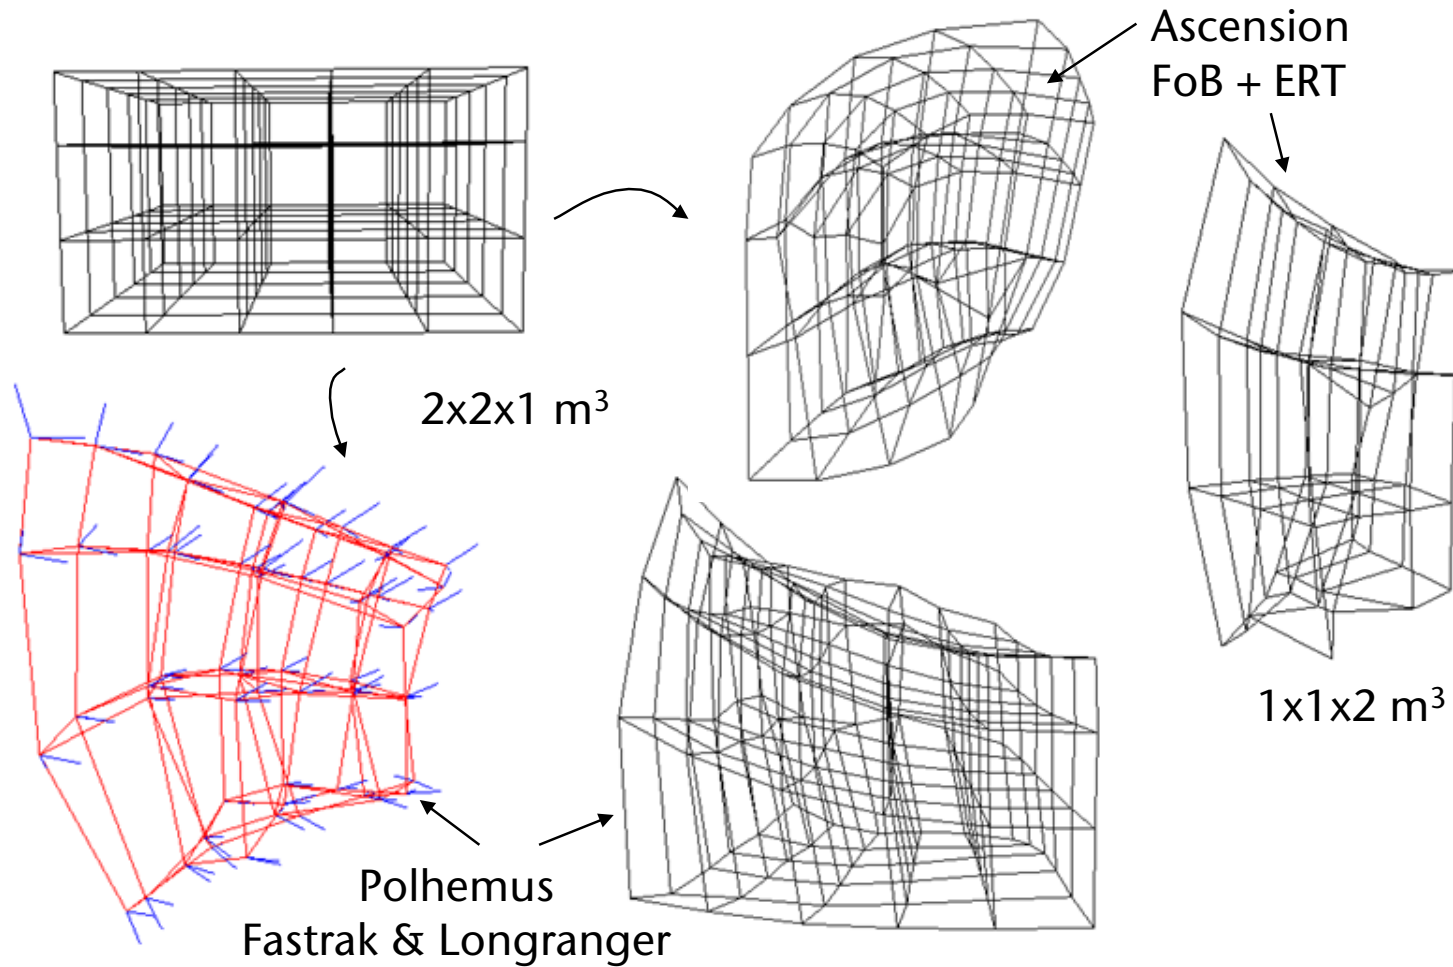 Ascension
FoB + ERT
2x2x1 m³
1x1x2 m³
Polhemus
Fastrak & Longranger